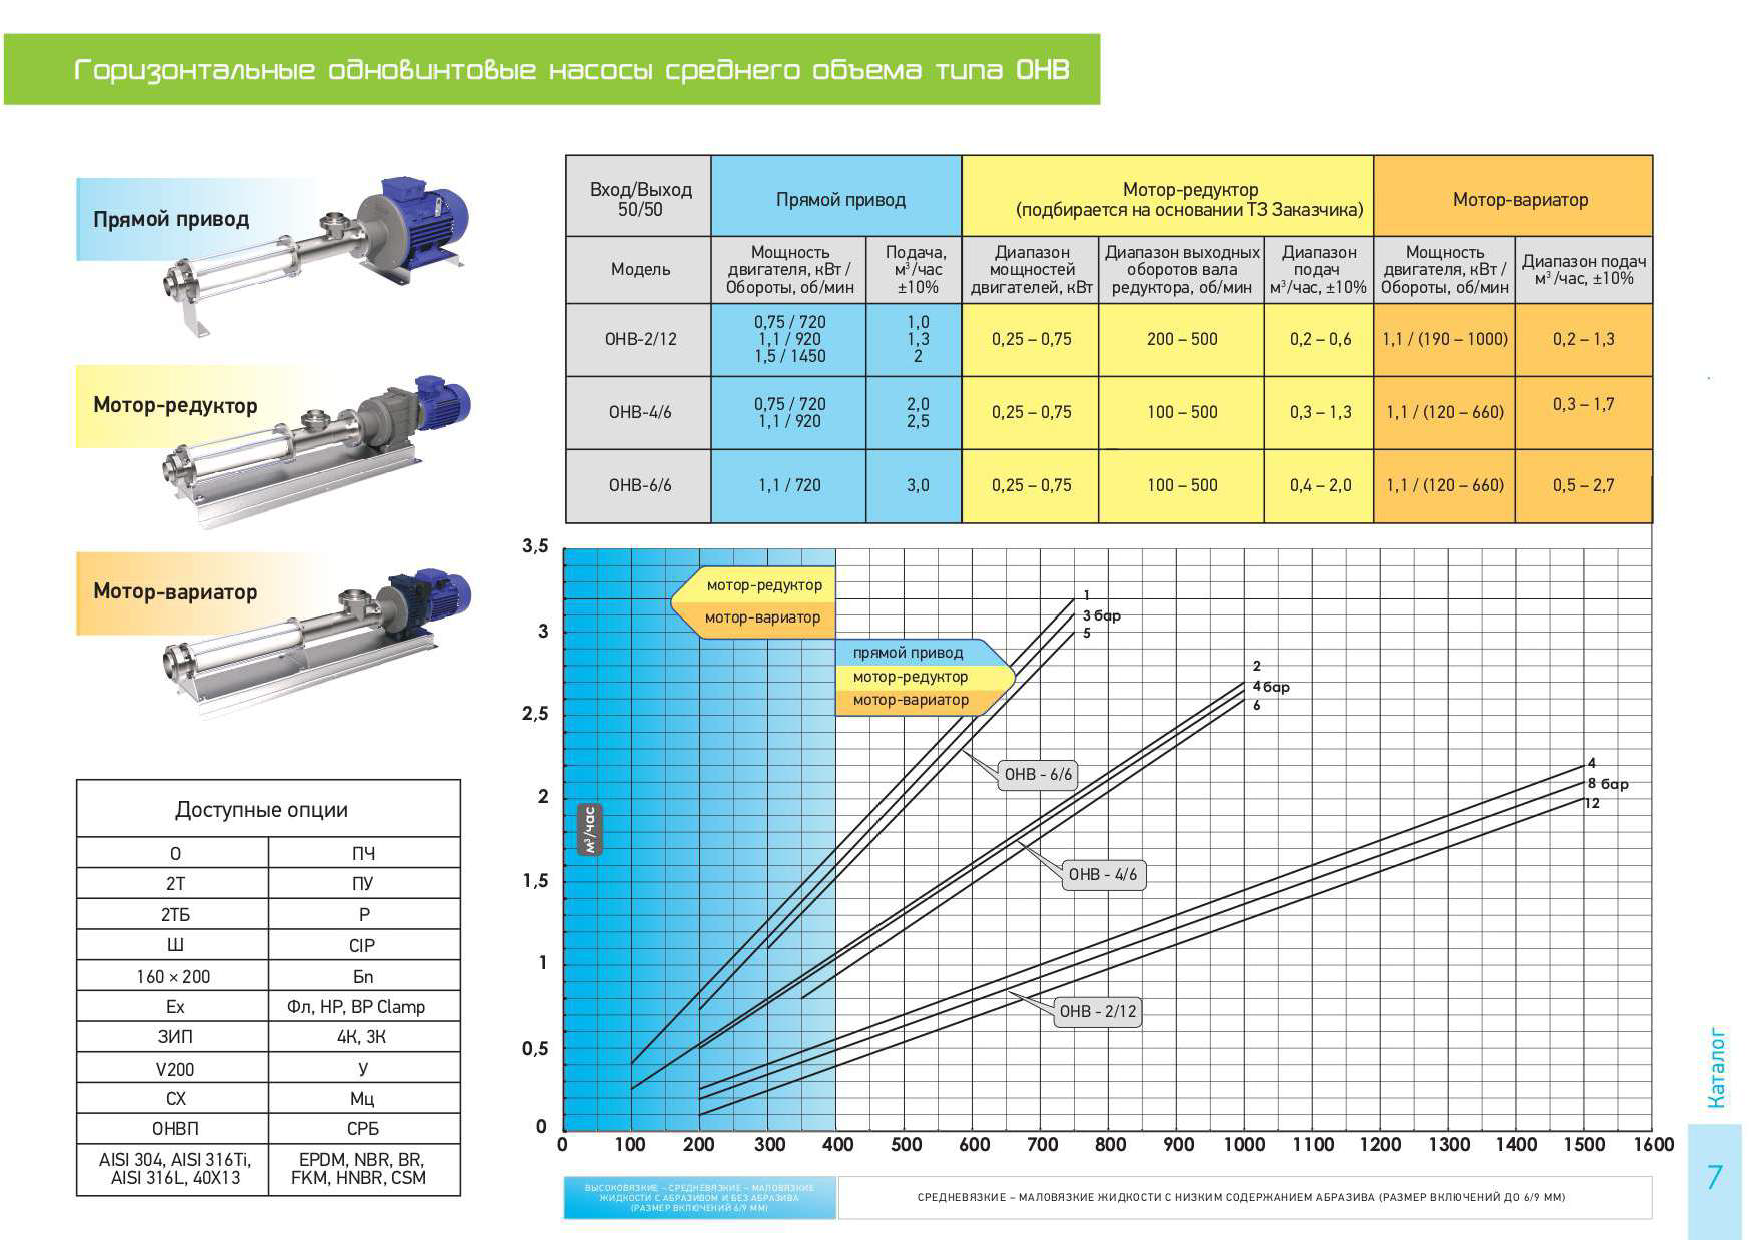 Горизонтальные одновинтовые насосы среднего объема типа ОНВ
Прямой привод
Мотор-редуктор
Мотор-вариатор
Вход/Выход
50/50
Прямой привод
Мотор-редуктор
(подбирается на основании ТЗ Заказчика)
Мотор-вариатор
Модель
Мощность
двигателя, кВт /
Обороты, об/мин
Подача,
м³/час
±10%
Диапазон
мощностей
двигателей, кВт
Диапазон выходных
оборотов вала
редуктора, об/мин
Диапазон
подач
м³/час, ±10%
Мощность
двигателя, кВт /
Обороты, об/мин
Диапазон подач
м³ /час, ±10%
ОНВ-2/12
0,75 / 720
1,1 / 920
1,5 / 1450
1,0
1,3
2
0,25 – 0,75
200 – 500
0,2 – 0,6
1,1 / (190 – 1000)
0,2 – 1,3
ОНВ-4/6
0,75 / 720
1,1 / 920
2,0
2,5
0,25 – 0,75
100 – 500
0,3 – 1,3
1,1 / (120 – 660)
0,3 – 1,7
ОНВ-6/6
1,1 / 720
3,0
0,25 – 0,75
100 – 500
0,4 – 2,0
1,1 / (120 – 660)
0,5 – 2,7
3,5
3
2,5
2
1,5
1
0,5
0
м³/час
мотор-редуктор
мотор-вариатор
прямой привод
мотор-редуктор
мотор-вариатор
1
3 бар
5
2
4 бар
6
4
8 бар
12
ОНВ - 6/6
ОНВ - 4/6
ОНВ - 2/12
0 100 200 300 400 500 600 700 800 900 1000 1100 1200 1300 1400 1500 1600
ВЫСОКОВЯЗКИЕ – СРЕДНЕВЯЗКИЕ – МАЛОВЯЗКИЕ
ЖИДКОСТИ С АБРАЗИВОМ И БЕЗ АБРАЗИВА
(РАЗМЕР ВКЛЮЧЕНИЙ 6/9 ММ)
СРЕДНЕВЯЗКИЕ – МАЛОВЯЗКИЕ ЖИДКОСТИ С НИЗКИМ СОДЕРЖАНИЕМ АБРАЗИВА (РАЗМЕР ВКЛЮЧЕНИЙ ДО 6/9 ММ)
Доступные опции
О
ПЧ
2Т
ПУ
2ТБ
Р
Ш
CIP
160 × 200
Бп
Ex
Фл, НР, ВР Clamp
ЗИП
4К, 3К
V200
У
СХ
Мц
ОНВП
СРБ
AISI 304, AISI 316Ti,
AISI 316L, 40X13
EPDM, NBR, BR,
FKM, HNBR, CSM
Каталог
7